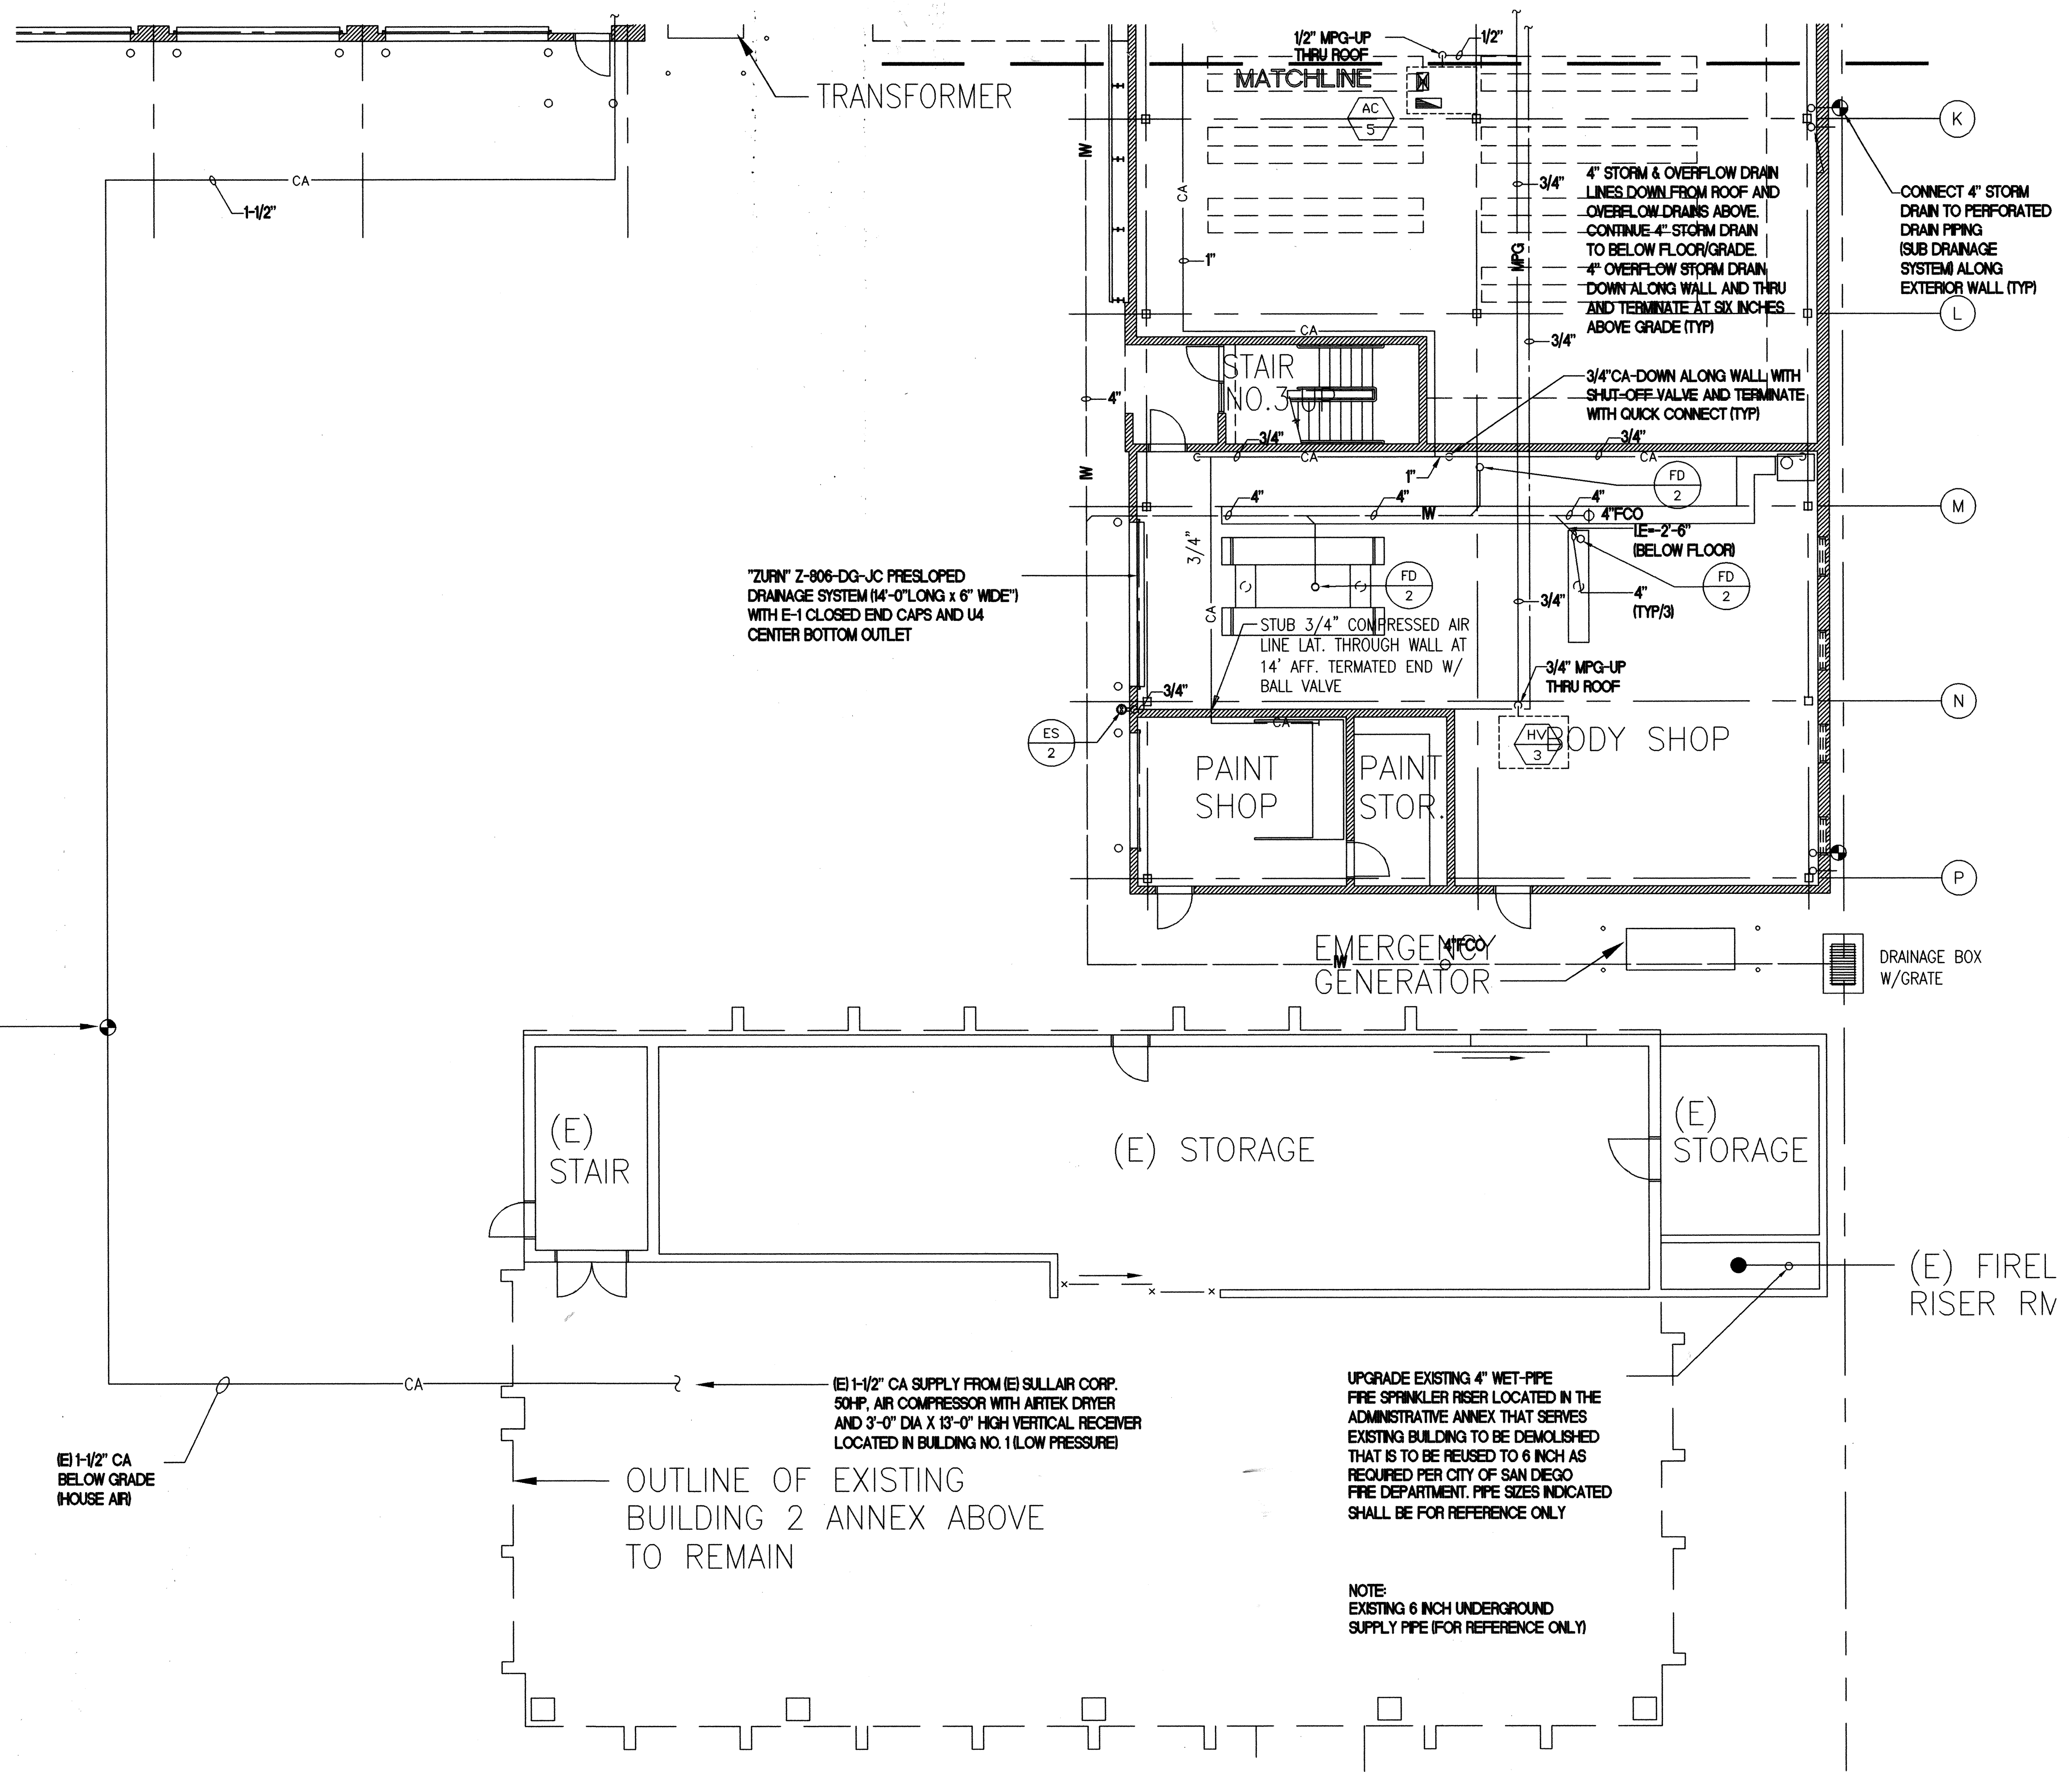 TRANSFORMER
1/2" MPG-UP
THRU ROOF
1/2"
MATCHLINE
AC
5
K
CA
1-1/2"
IW
CA
3/4"
4" STORM & OVERFLOW DRAIN
LINES DOWN FROM ROOF AND
OVERFLOW DRAINS ABOVE.
CONTINUE 4" STORM DRAIN
TO BELOW FLOOR/GRADE.
4" OVERFLOW STORM DRAIN
DOWN ALONG WALL AND THRU
AND TERMINATE AT SIX INCHES
ABOVE GRADE (TYP)
CONNECT 4" STORM
DRAIN TO PERFORATED
DRAIN PIPING
(SUB DRAINAGE
SYSTEM) ALONG
EXTERIOR WALL (TYP)
1"
MPG
L
CA
3/4"
STAIR
NO.3
UP
4"
3/4"CA-DOWN ALONG WALL WITH
SHUT-OFF VALVE AND TERMINATE
WITH QUICK CONNECT (TYP)
3/4"
3/4"
CA
CA
IW
1"
FD
2
4"
4"
4"
IW
4"FCO
M
I.E=-2'-6"
(BELOW FLOOR)
3/4"
CA
FD
2
FD
2
"ZURN" Z-806-DG-JC PRESLOPED
DRAINAGE SYSTEM (14'-0"LONG x 6" WIDE")
WITH E-1 CLOSED END CAPS AND U4
CENTER BOTTOM OUTLET
3/4"
4"
(TYP/3)
STUB 3/4" COMPRESSED AIR
LINE LAT. THROUGH WALL AT
14' AFF. TERMATED END W/
BALL VALVE
3/4" MPG-UP
THRU ROOF
3/4"
N
CA
ES
2
HV
3
BODY SHOP
PAINT
SHOP
PAINT
STOR.
P
EMERGENCY
GENERATOR
4"FCO
IW
DRAINAGE BOX
W/GRATE
(E)
STAIR
(E) STORAGE
(E)
STORAGE
(E) FIREL
RISER RM
CA
(E) 1-1/2" CA SUPPLY FROM (E) SULLAIR CORP.
50HP, AIR COMPRESSOR WITH AIRTEK DRYER
AND 3'-0" DIA X 13'-0" HIGH VERTICAL RECEIVER
LOCATED IN BUILDING NO. 1 (LOW PRESSURE)
UPGRADE EXISTING 4" WET-PIPE
FIRE SPRINKLER RISER LOCATED IN THE
ADMINISTRATIVE ANNEX THAT SERVES
EXISTING BUILDING TO BE DEMOLISHED
THAT IS TO BE REUSED TO 6 INCH AS
REQUIRED PER CITY OF SAN DIEGO
FIRE DEPARTMENT. PIPE SIZES INDICATED
SHALL BE FOR REFERENCE ONLY
(E) 1-1/2" CA
BELOW GRADE
(HOUSE AIR)
OUTLINE OF EXISTING
BUILDING 2 ANNEX ABOVE
TO REMAIN
NOTE:
EXISTING 6 INCH UNDERGROUND
SUPPLY PIPE (FOR REFERENCE ONLY)